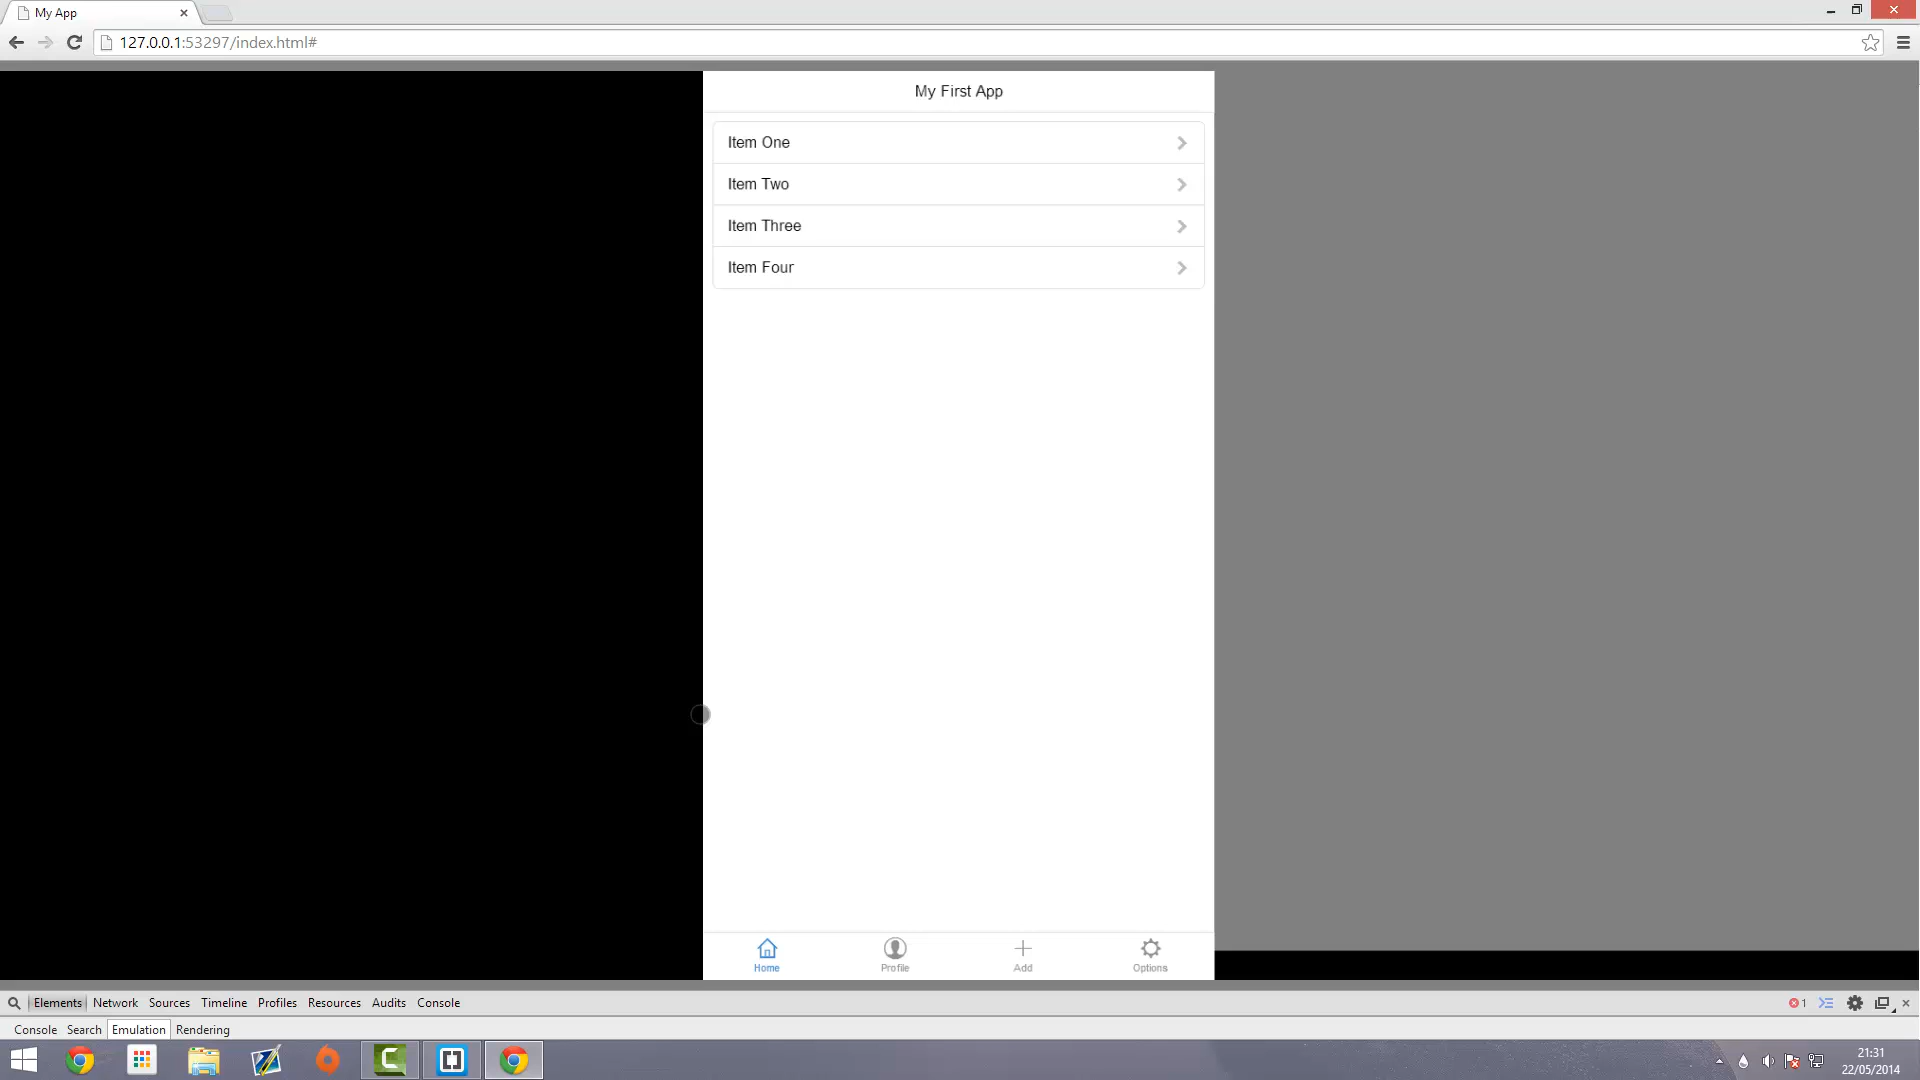 My App
127.0.0.1:53297/index.html#
My First App
Item One
Item Two
Item Three
Item Four
Home Profile Add Options
Elements Network Sources Timeline Profiles Resources Audits Console
1
Console Search Emulation Rendering
21:31
22/05/2014